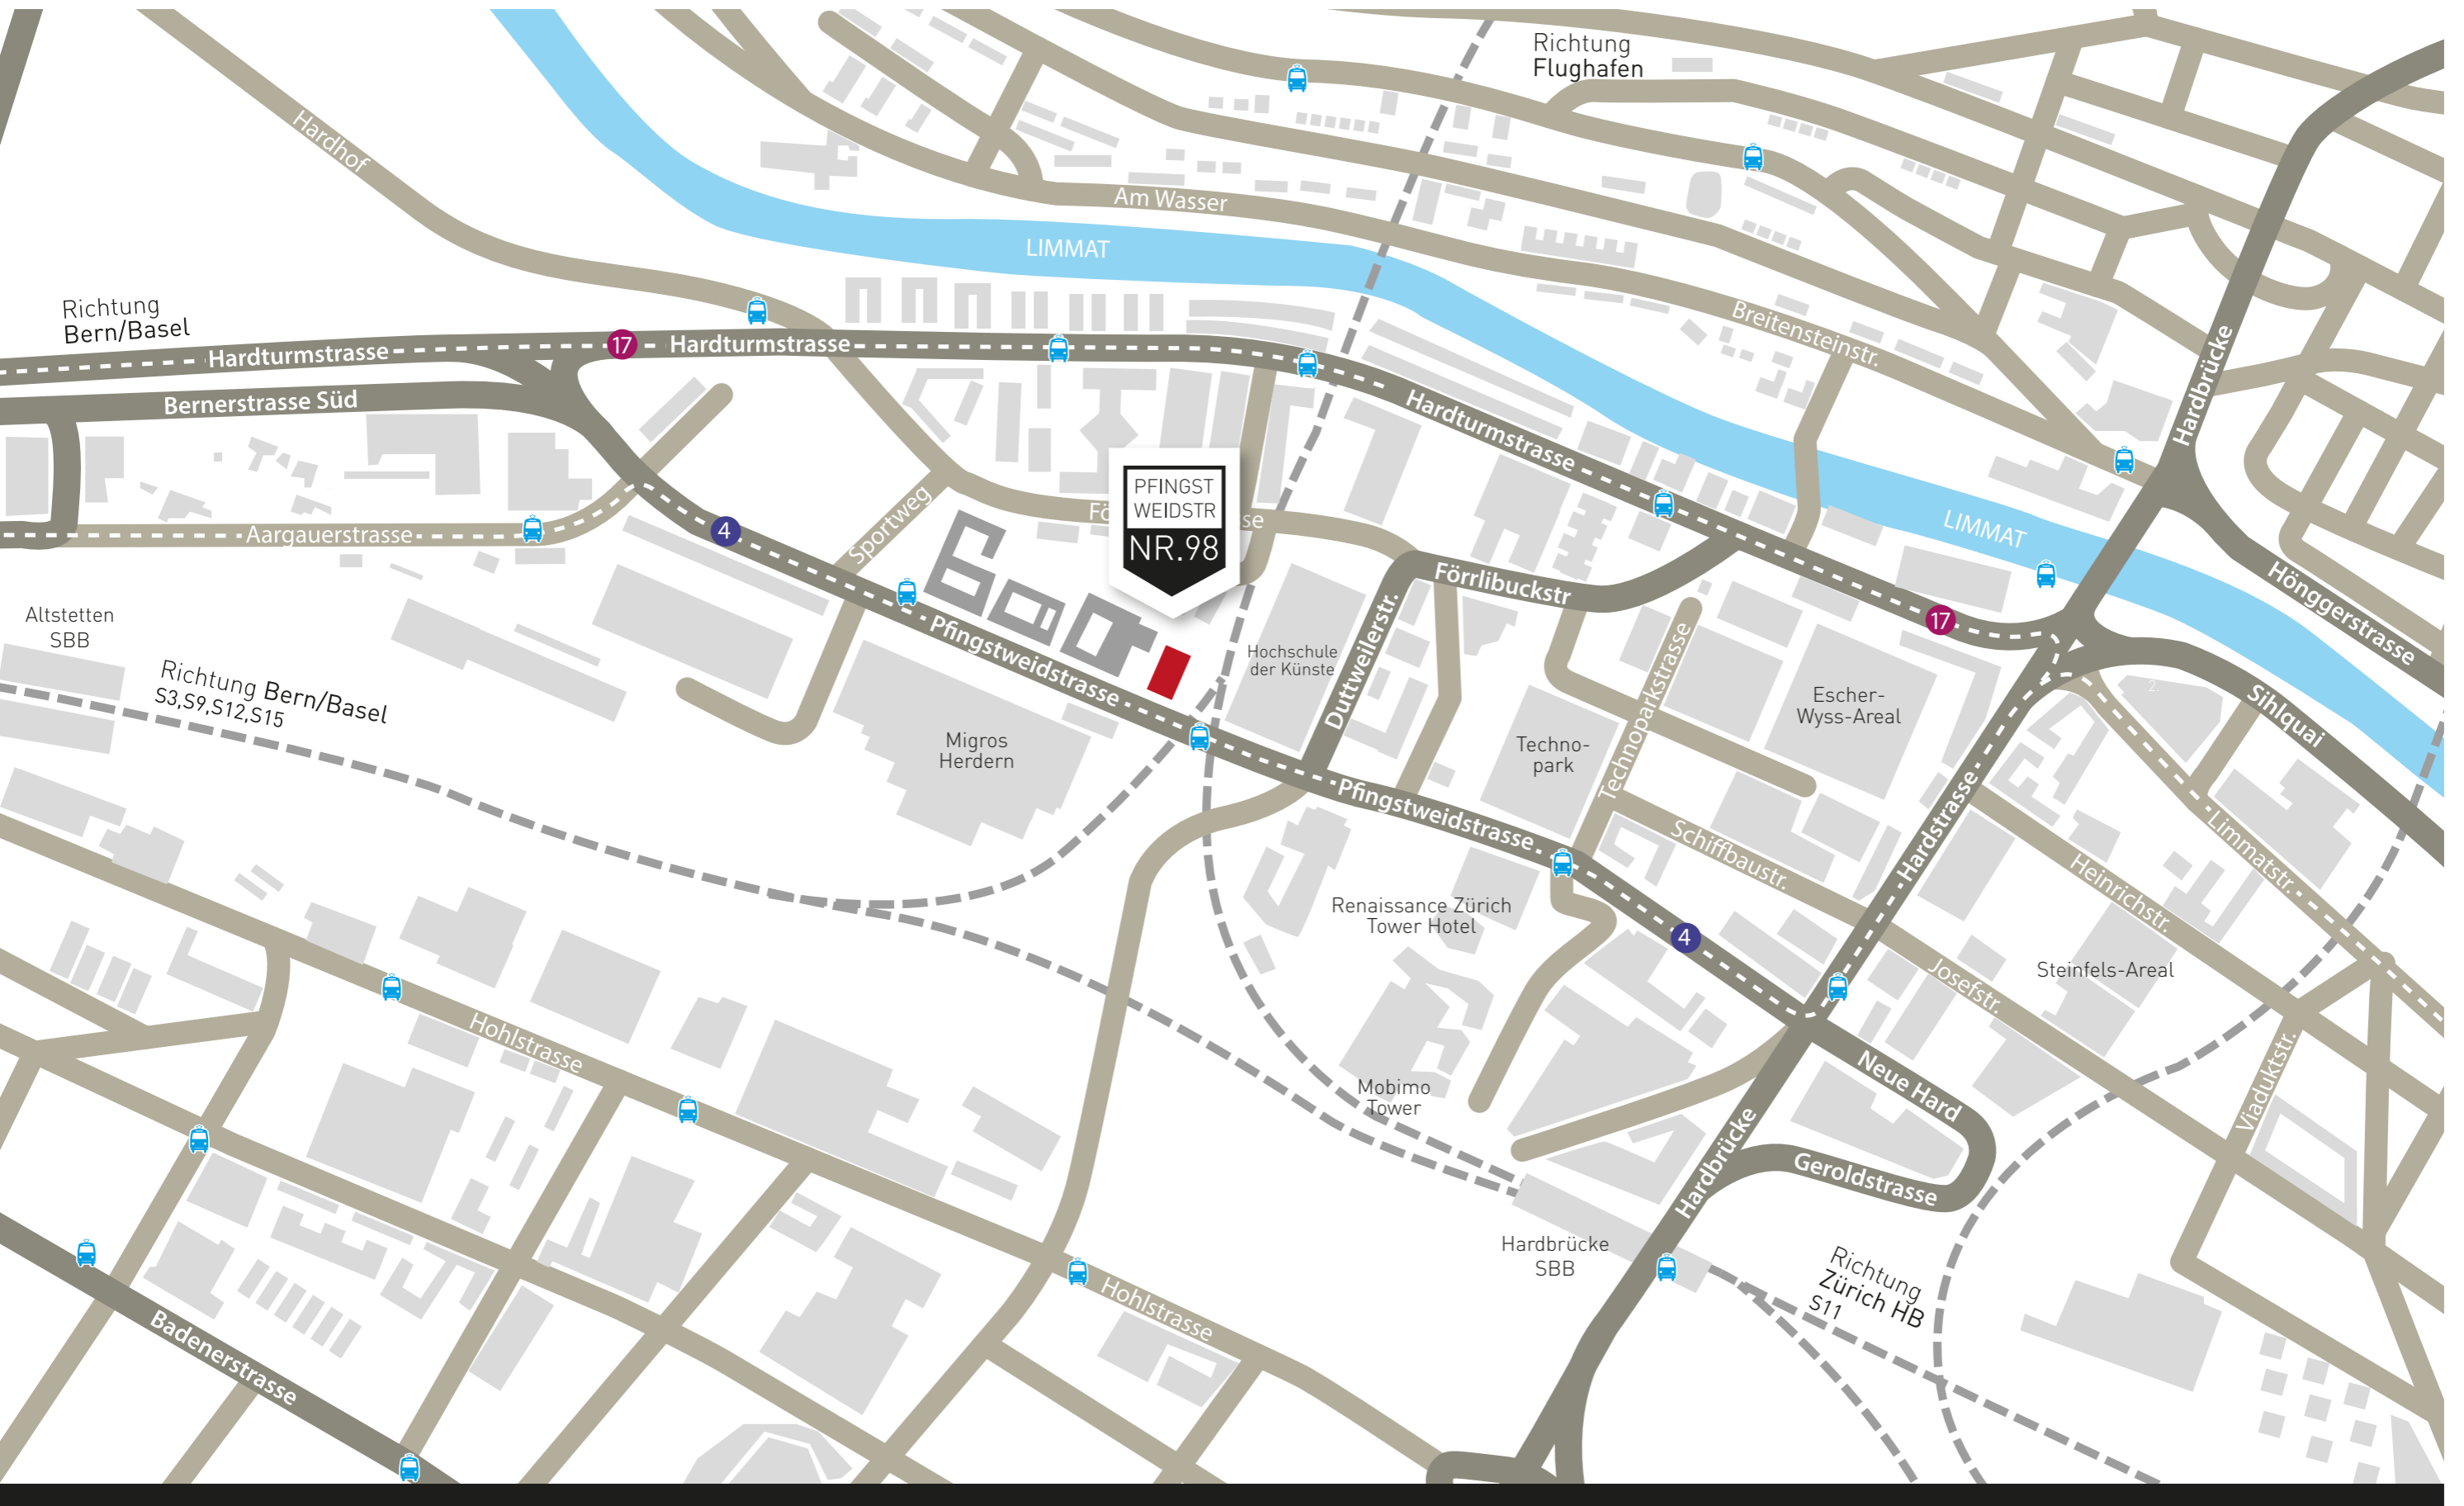 Richtung
Flughafen
Hardhof
Am Wasser
LIMMAT
Richtung
Bern/Basel
Hardturmstrasse
17
Hardturmstrasse
Breitensteinstr.
Hardbrücke
Bernerstrasse Süd
Hardturmstrasse
PFINGST
WEIDSTR
NR.98
Sportweg
Aargauerstrasse
4
LIMMAT
Förrlibuckstr
Hönggerstrasse
Altstetten
SBB
17
Pfingstweidstrasse
Hochschule
der Künste
Duttweilerstr.
Technoparkstrasse
Richtung Bern/Basel
S3,S9,S12,S15
Escher-
Wyss-Areal
2.
Sihlquai
Migros
Herdern
Techno-
park
Pfingstweidstrasse
Hardstrasse
Schiffbaustr.
Limmatstr.
Heinrichstr.
Renaissance Zürich
Tower Hotel
4
Josefstr.
Steinfels-Areal
Hohlstrasse
Mobimo
Tower
Neue Hard
Viaduktstr.
Hardbrücke
Geroldstrasse
Hardbrücke
SBB
Richtung
Zürich HB
S11
Hohlstrasse
Badenerstrasse